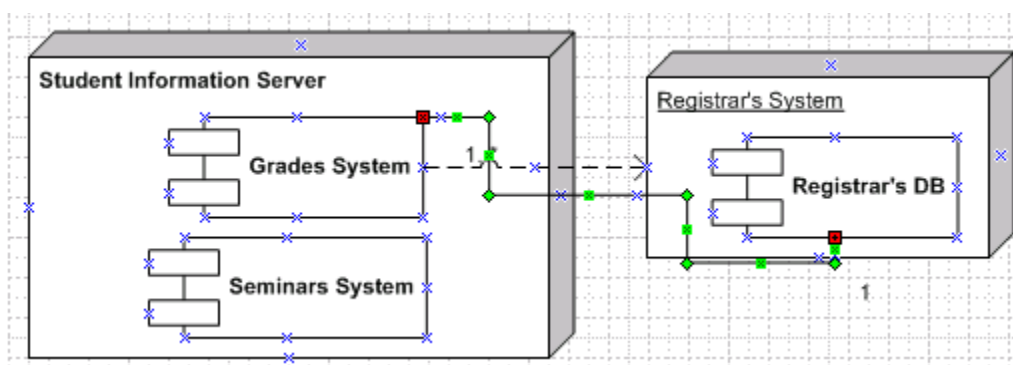 Student Information Server
Registrar's System
Grades System
1..*
Registrar's DB
Seminars System
1